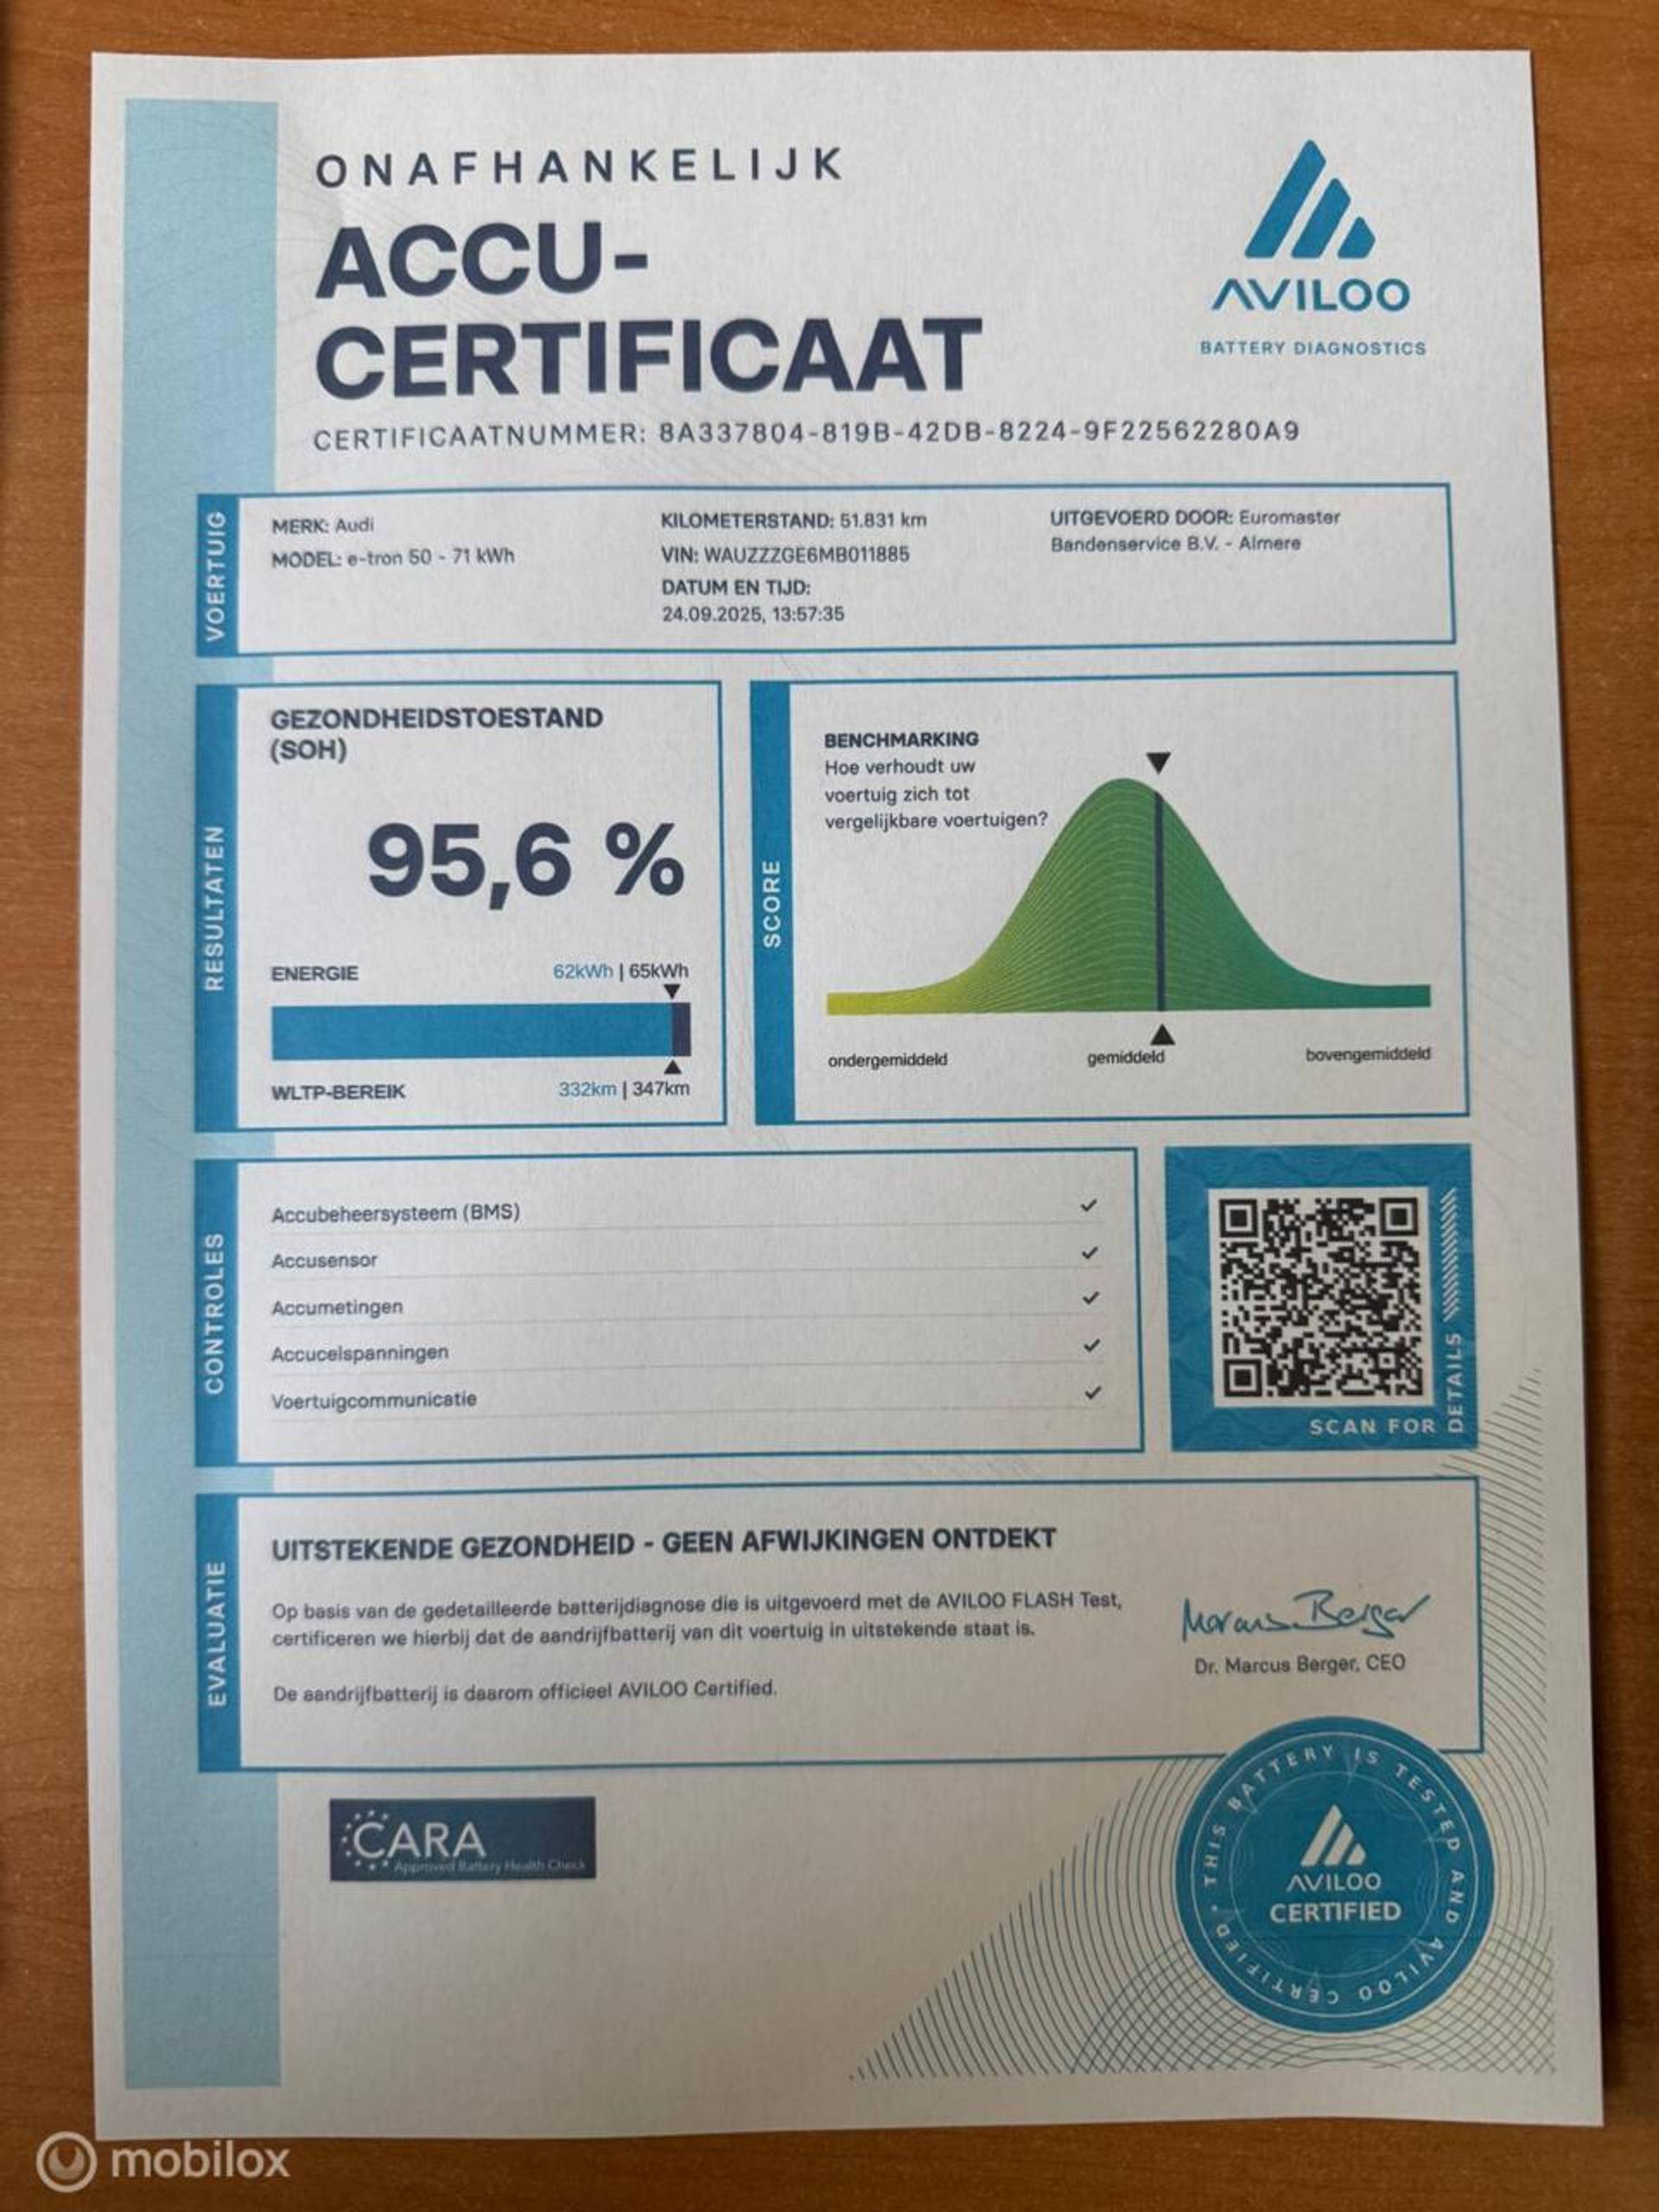 ONAFHANKELIJK
ACCU-
CERTIFICAAT
CERTIFICAATNUMMER: 8A337804-819B-42DB-8224-9F22562280A9
AVILOO
BATTERY DIAGNOSTICS
VOERTUIG
MERK: Audi
MODEL: e-tron 50 - 71 kWh
KILOMETERSTAND: 51.831 km
VIN: WAUZZZGE6MB011885
DATUM EN TIJD:
24.09.2025, 13:57:35
UITGEVOERD DOOR: Euromaster
Bandenservice B.V. - Almere
RESULTATEN
GEZONDHEIDSTOESTAND
(SOH)
95,6 %
ENERGIE 62kWh | 65kWh
WLTP-BEREIK 332km | 347km
SCORE
BENCHMARKING
Hoe verhoudt uw
voertuig zich tot
vergelijkbare voertuigen?
ondergemiddeld gemiddeld bovengemiddeld
CONTROLES
Accubeheersysteem (BMS) ✓
Accusensor ✓
Accumetingen ✓
Accucelspanningen ✓
Voertuigcommunicatie ✓
SCAN FOR DETAILS
EVALUATIE
UITSTEKENDE GEZONDHEID - GEEN AFWIJKINGEN ONTDEKT
Op basis van de gedetailleerde batterijdiagnose die is uitgevoerd met de AVILOO FLASH Test,
certificeren we hierbij dat de aandrijfbatterij van dit voertuig in uitstekende staat is.
De aandrijfbatterij is daarom officieel AVILOO Certified.
Marcus Berger
Dr. Marcus Berger, CEO
CARA
Approved Battery Health Check
THIS BATTERY IS TESTED AND AVILOO CERTIFIED
AVILOO
CERTIFIED
mobilox